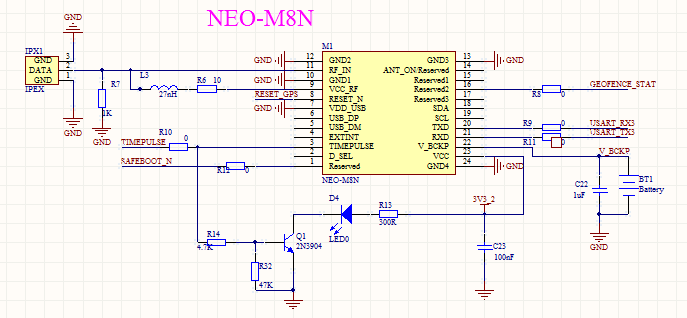 NEO-M8N
GND
IPX1
GND 3
DATA 2
GND 1
IPEX
R7
1K
GND
L3
27nH
R6 10
GND
GND
RESET_GPS
GND
M1
12 GND2 GND3 13 GND
11 RF_IN ANT_ON/Reserved 14
10 GND1 Reserved1 15
9 VCC_RF Reserved2 16
8 RESET_N Reserved3 17
7 VDD_USB SDA 18
6 USB_DP SCL 19
5 USB_DM TXD 20
4 EXTINT RXD 21
3 TIMEPULSE V_BCKP 22
2 D_SEL VCC 23
1 Reserved GND4 24 GND
NEO-M8N
R8 0
GEOFENCE_STAT
R9 0
USART_RX3
USART_TX3
R11 0
V_BCKP
C22
1uF
BT1
Battery
GND
R10
TIMEPULSE 0
SAFEBOOT_N
R12 0
D4
LED0
R13
300R
3V3_2
C23
100nF
R14
4.7K
Q1
2N3904
R32
47K